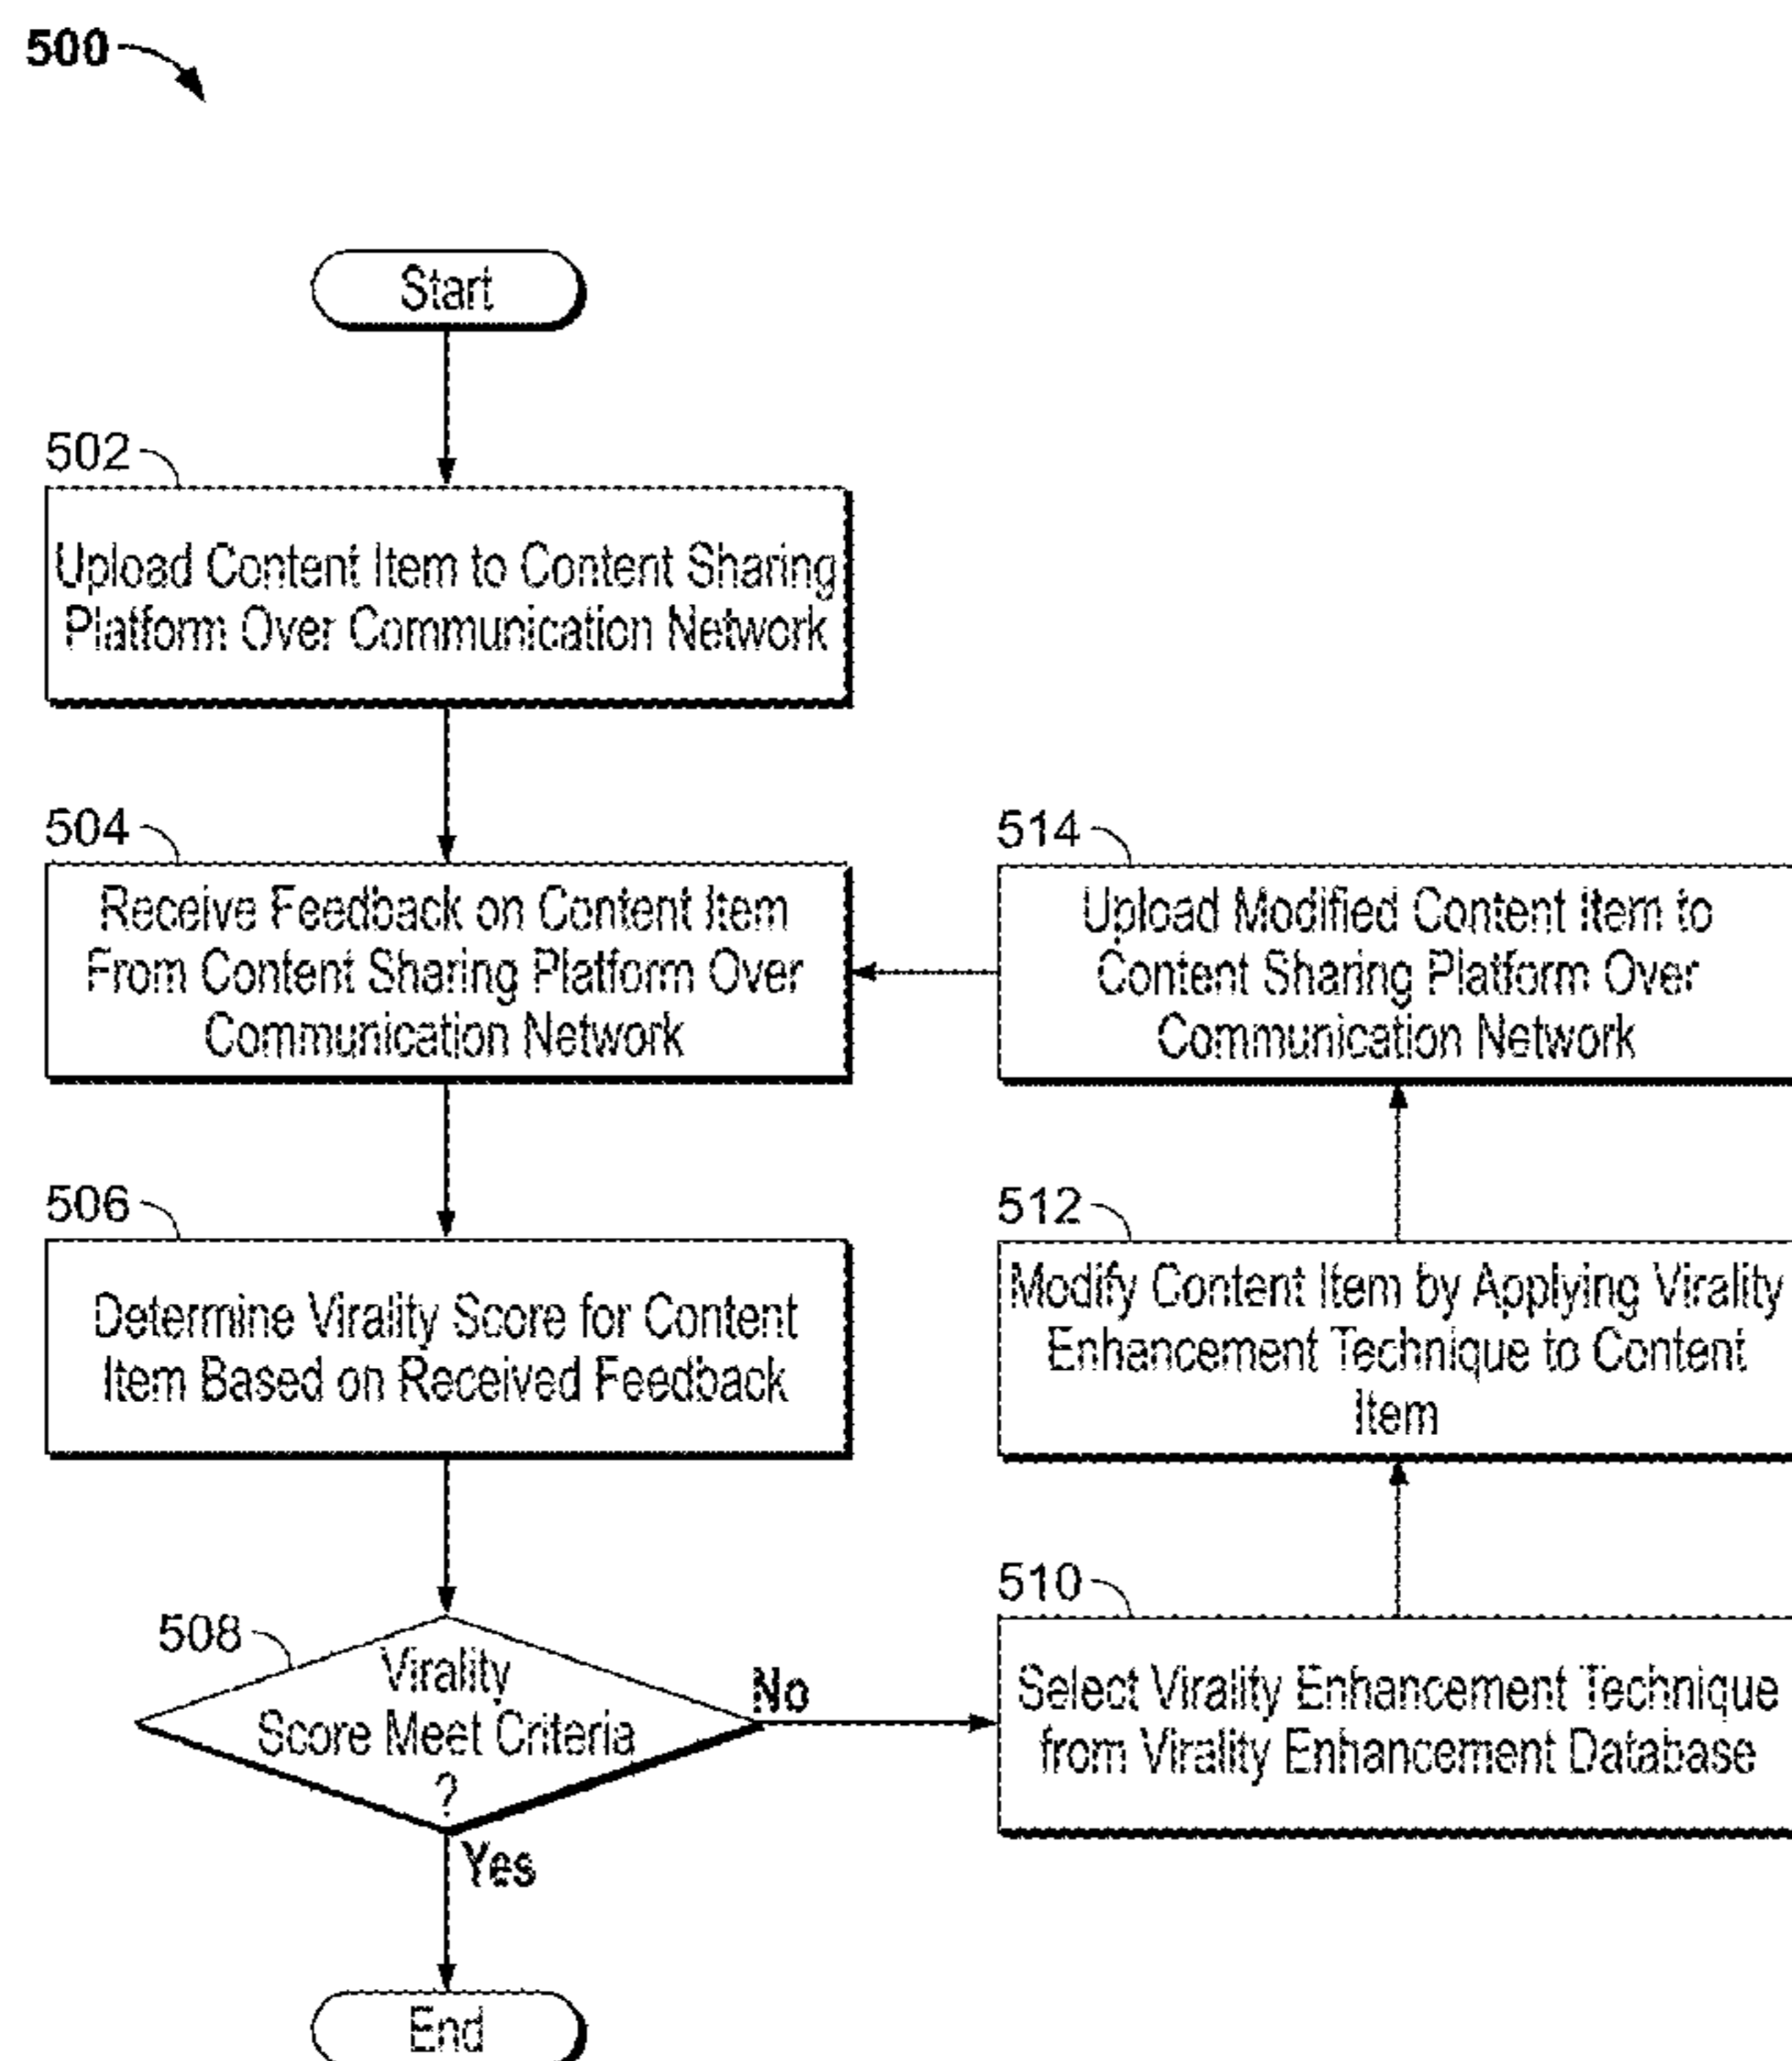 500
Start
502
Upload Content Item to Content Sharing
Platform Over Communication Network
504
Receive Feedback on Content Item
From Content Sharing Platform Over
Communication Network
506
Determine Virality Score for Content
Item Based on Received Feedback
508
Virality
Score Meet Criteria
?
No
Yes
End
510
Select Virality Enhancement Technique
from Virality Enhancement Database
512
Modify Content Item by Applying Virality
Enhancement Technique to Content
Item
514
Upload Modified Content Item to
Content Sharing Platform Over
Communication Network